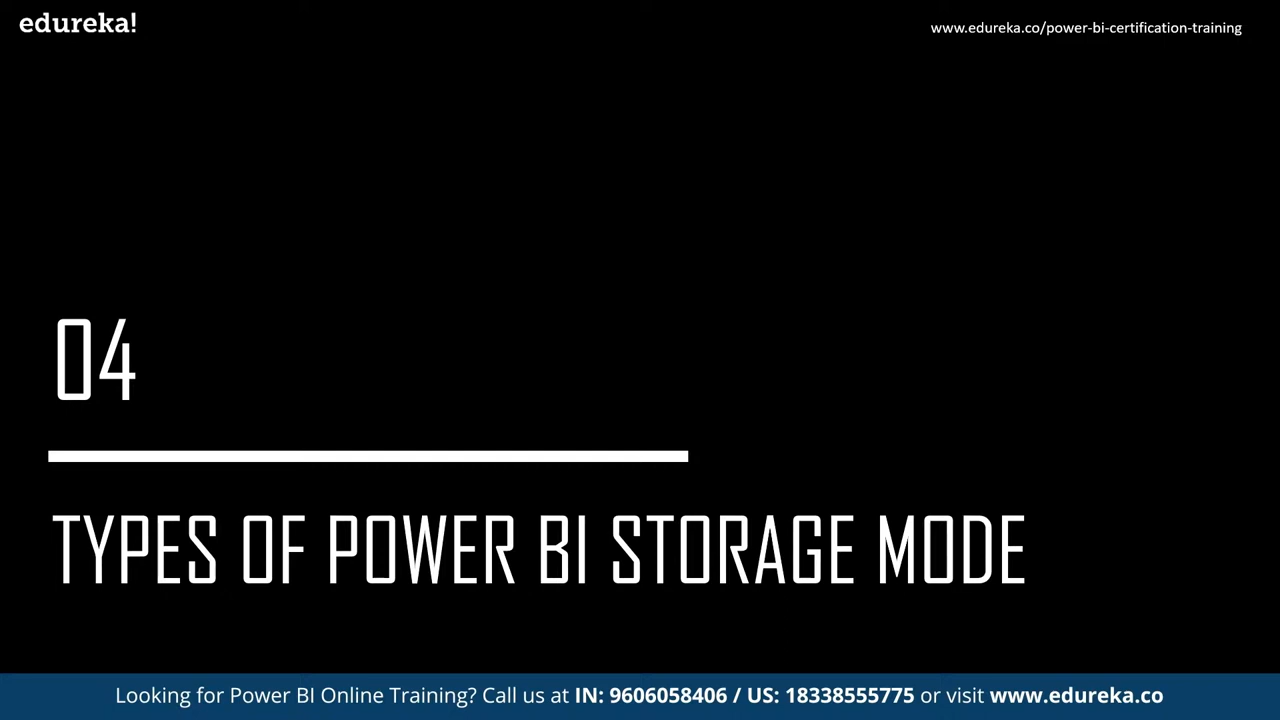 edureka!
www.edureka.co/power-bi-certification-training
04
TYPES OF POWER BI STORAGE MODE
Looking for Power BI Online Training? Call us at IN: 9606058406 / US: 18338555775 or visit www.edureka.co